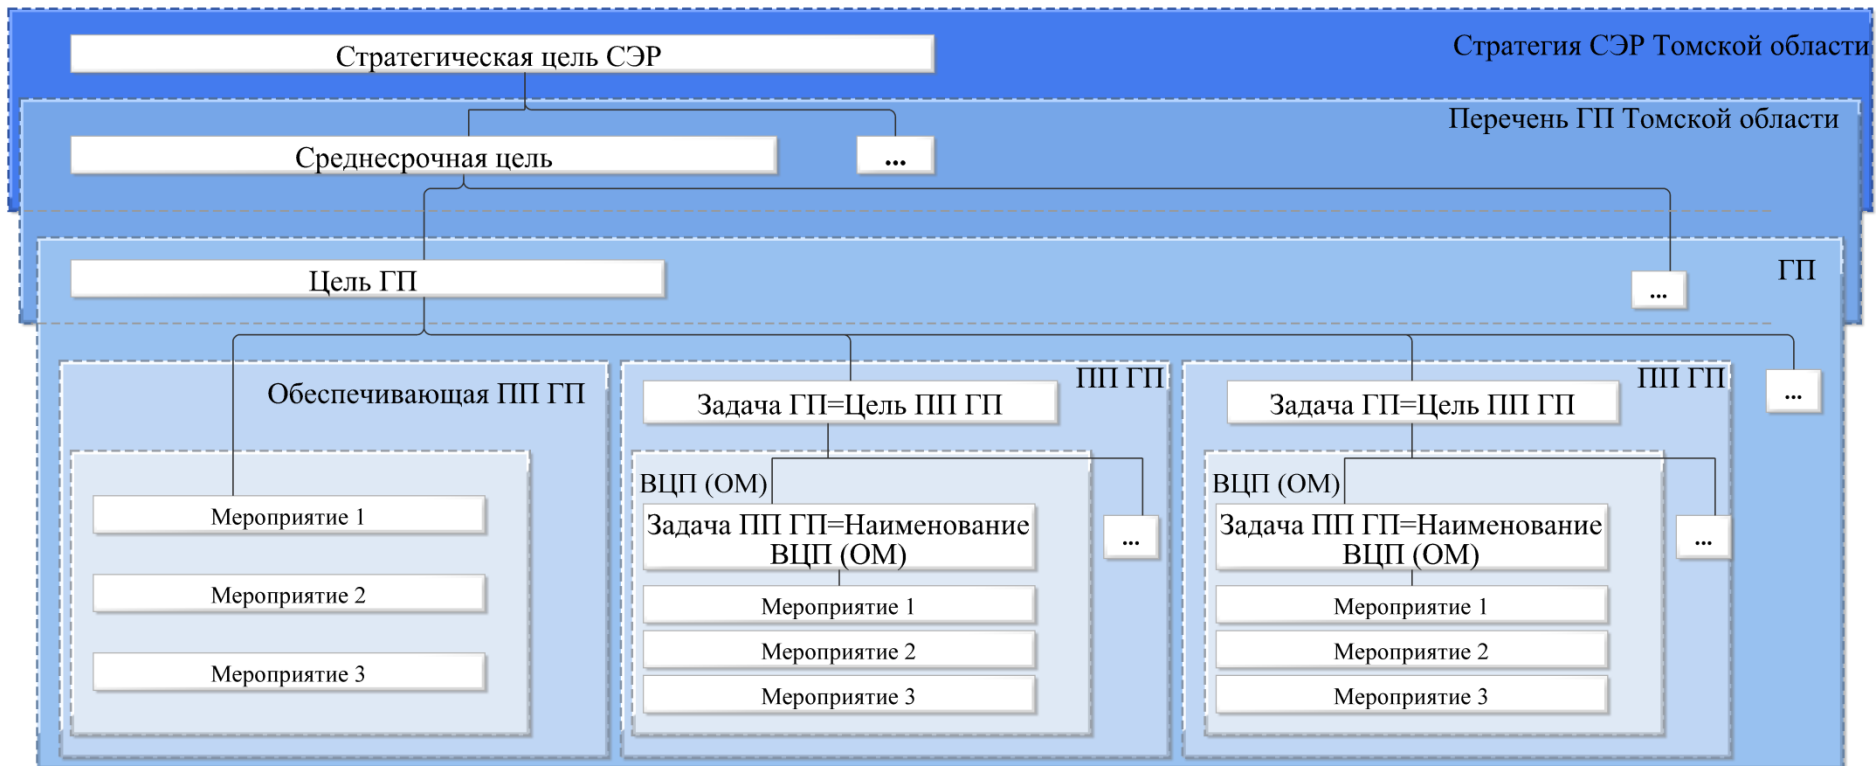 Стратегия СЭР Томской области
Стратегическая цель СЭР
Перечень ГП Томской области
Среднесрочная цель
...
ГП
Цель ГП
...
Обеспечивающая ПП ГП
Мероприятие 1
Мероприятие 2
Мероприятие 3
ПП ГП
Задача ГП=Цель ПП ГП
ВЦП (ОМ)
Задача ПП ГП=Наименование
ВЦП (ОМ)
...
Мероприятие 1
Мероприятие 2
Мероприятие 3
ПП ГП
Задача ГП=Цель ПП ГП
ВЦП (ОМ)
Задача ПП ГП=Наименование
ВЦП (ОМ)
...
Мероприятие 1
Мероприятие 2
Мероприятие 3
...